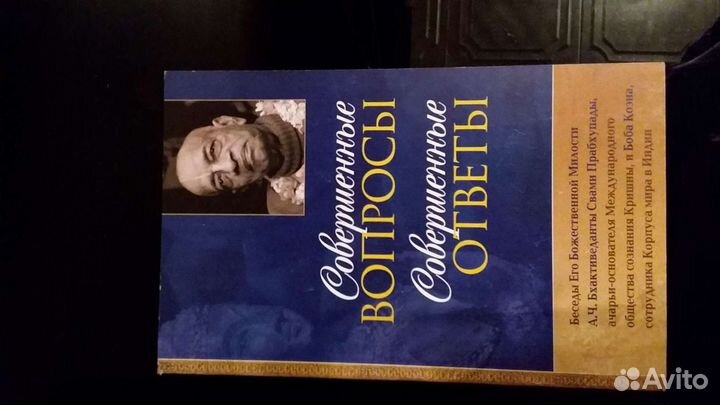 Совершенные
ВОПРОСЫ
Совершенные
ОТВЕТЫ
Беседы Его Божественной Милости
А.Ч. Бхактиведанты Свами Прабхупады,
ачарьи-основателя Международного
общества сознания Кришны, и Боба Коэна,
сотрудника Корпуса мира в Индии
Avito